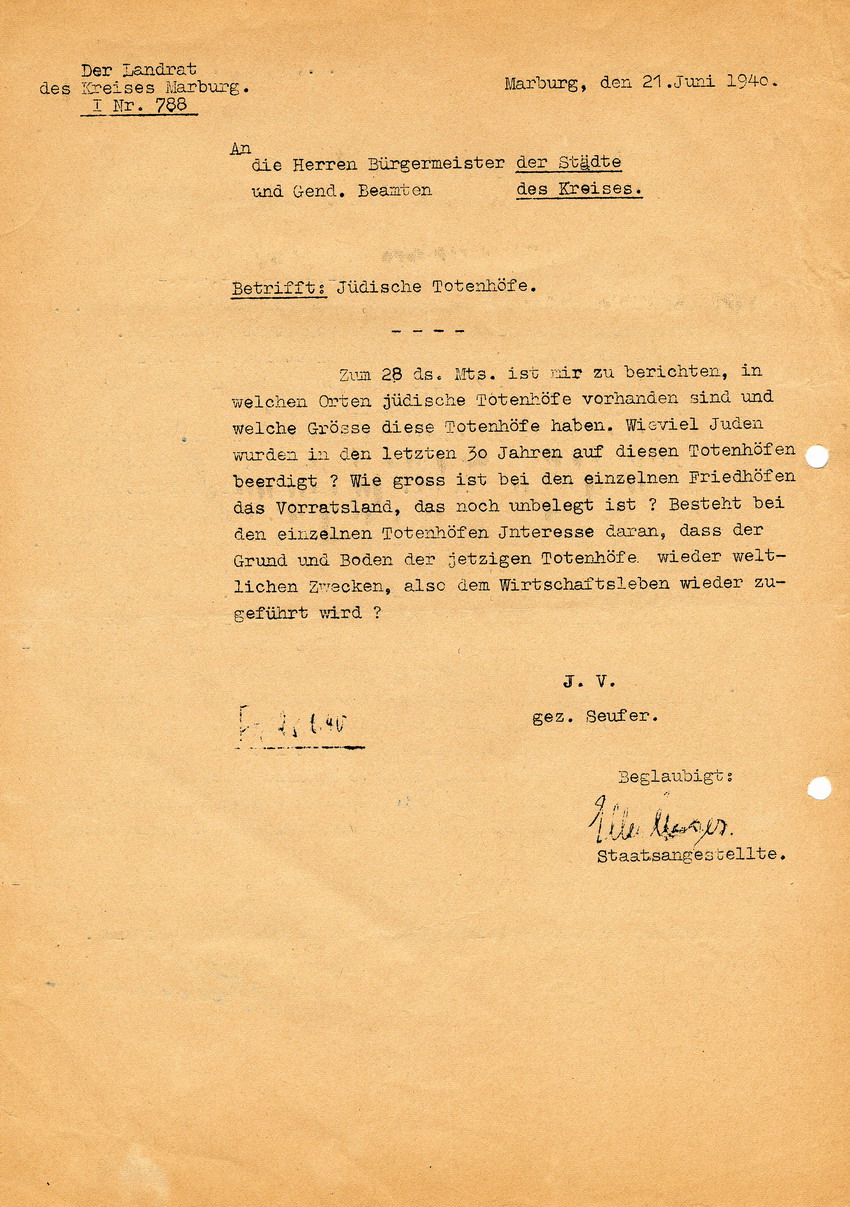 Der Landrat
des Kreises Marburg.
I Nr. 788
Marburg, den 21.Juni 1940.
An
die Herren Bürgermeister der Städte
und Gend. Beamten des Kreises.
Betrifft: Jüdische Totenhöfe.
- - - -
Zum 28 ds. Mts. ist mir zu berichten, in
welchen Orten jüdische Totenhöfe vorhanden sind und
welche Grösse diese Totenhöfe haben. Wieviel Juden
wurden in den letzten 30 Jahren auf diesen Totenhöfen
beerdigt ? Wie gross ist bei den einzelnen Friedhöfen
das Vorratsland, das noch unbelegt ist ? Besteht bei
den einzelnen Totenhöfen Jnteresse daran, dass der
Grund und Boden der jetzigen Totenhöfe wieder welt-
lichen Zwecken, also dem Wirtschaftsleben wieder zu-
geführt wird ?
J. V.
gez. Seufer.
Beglaubigt:
Staatsangestellte.